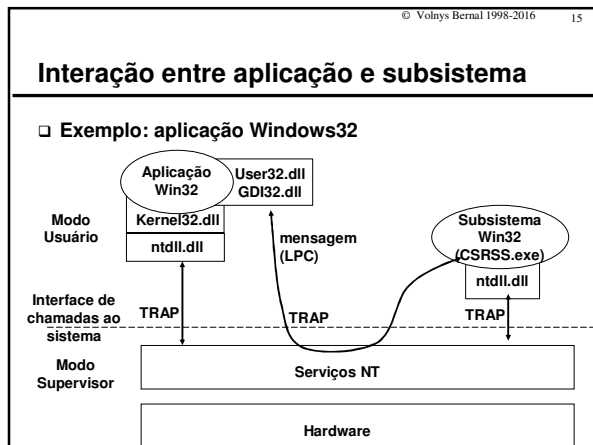 © Volnys Bernal 1998-2016 15
Interação entre aplicação e subsistema
❑ Exemplo: aplicação Windows32
Aplicação
Win32
User32.dll
GDI32.dll
Kernel32.dll
ntdll.dll
Modo
Usuário
mensagem
(LPC)
Subsistema
Win32
(CSRSS.exe)
ntdll.dll
Interface de
chamadas ao
sistema
TRAP
TRAP
TRAP
Modo
Supervisor
Serviços NT
Hardware